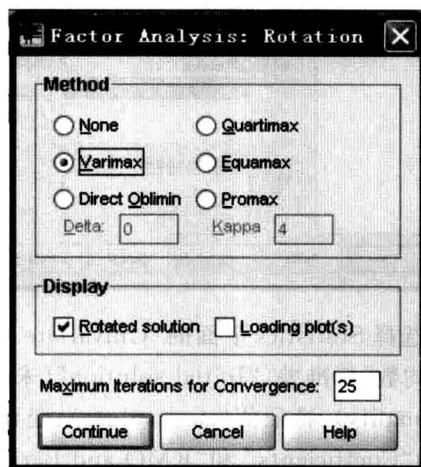 Factor Analysis: Rotation
Method
None Quartimax
Varimax Equamax
Direct Oblimin Promax
Delta: 0 Kappa 4
Display
Rotated solution Loading plot(s)
Maximum Iterations for Convergence: 25
Continue Cancel Help